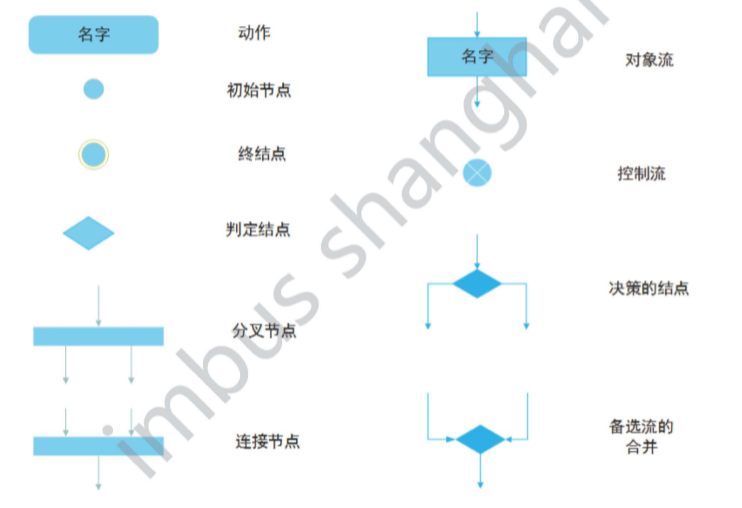 名字
动作
初始节点
终结点
判定结点
分叉节点
连接节点
名字
对象流
控制流
决策的结点
备选流的
合并
imbus shanghai